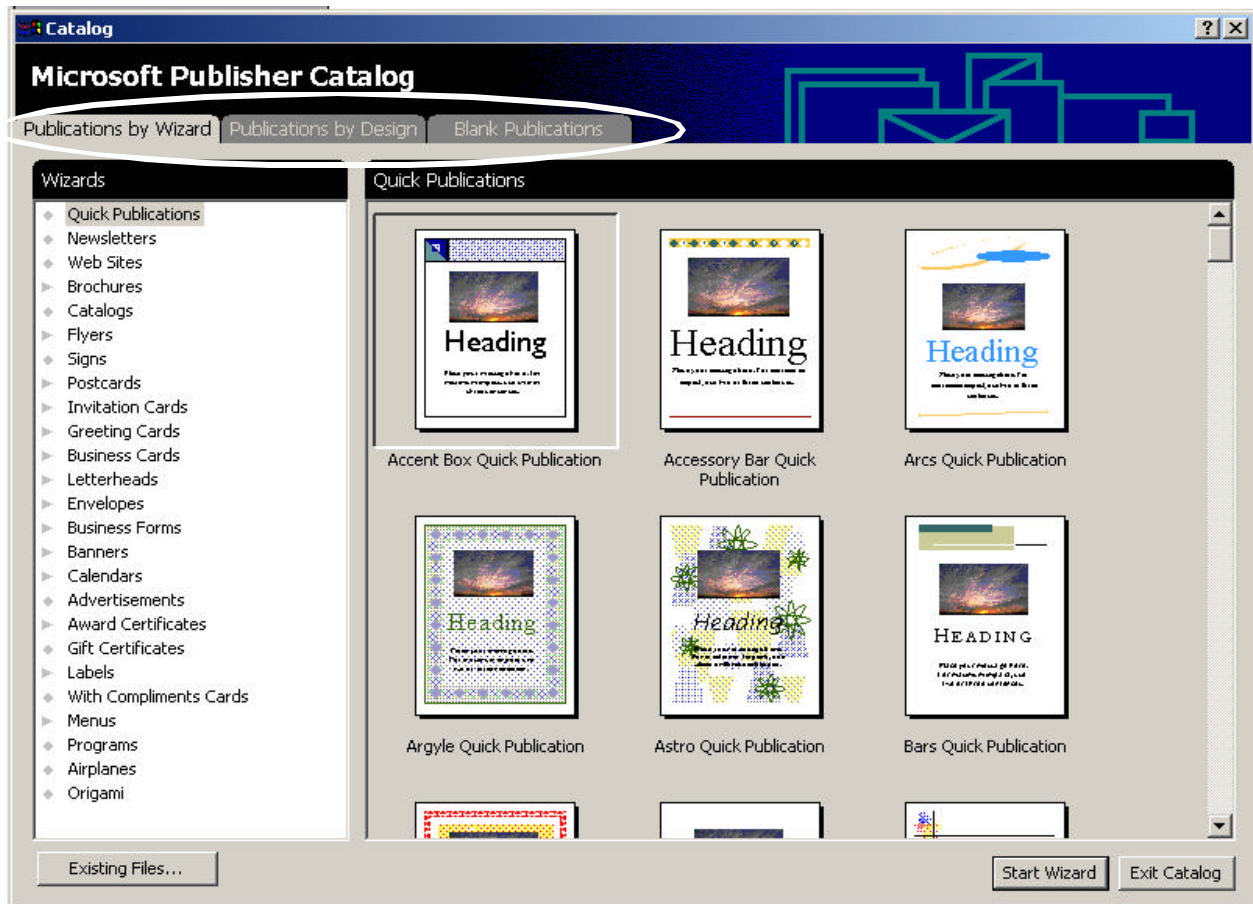 Catalog
Microsoft Publisher Catalog
Publications by Wizard
Publications by Design
Blank Publications
Wizards
Quick Publications
Newsletters
Web Sites
Brochures
Catalogs
Flyers
Signs
Postcards
Invitation Cards
Greeting Cards
Business Cards
Letterheads
Envelopes
Business Forms
Banners
Calendars
Advertisements
Award Certificates
Gift Certificates
Labels
With Compliments Cards
Menus
Programs
Airplanes
Origami
Quick Publications
Heading
Accent Box Quick Publication
Heading
Accessory Bar Quick
Publication
Heading
Arcs Quick Publication
Heading
Argyle Quick Publication
Heading
Astro Quick Publication
HEADING
Bars Quick Publication
Existing Files...
Start Wizard
Exit Catalog